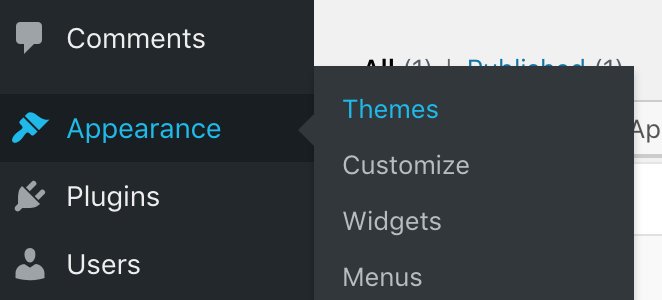 Comments
Appearance
Plugins
Users
All (1) | Published (1)
Themes
Customize
Widgets
Menus
Ap